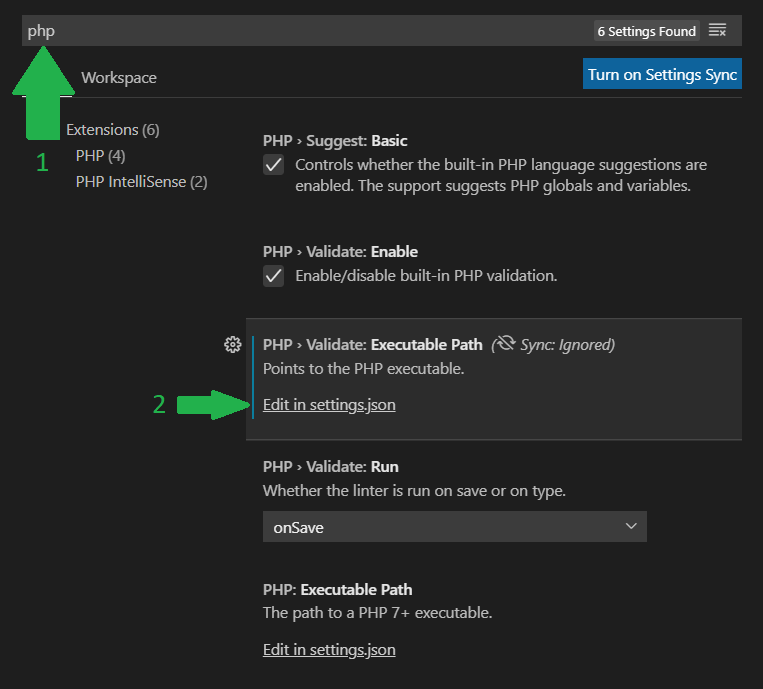 php
6 Settings Found
Workspace
Turn on Settings Sync
1
Extensions (6)
PHP (4)
PHP IntelliSense (2)
PHP › Suggest: Basic
Controls whether the built-in PHP language suggestions are
enabled. The support suggests PHP globals and variables.
PHP › Validate: Enable
Enable/disable built-in PHP validation.
PHP › Validate: Executable Path (Sync: Ignored)
Points to the PHP executable.
2
Edit in settings.json
PHP › Validate: Run
Whether the linter is run on save or on type.
onSave
PHP: Executable Path
The path to a PHP 7+ executable.
Edit in settings.json